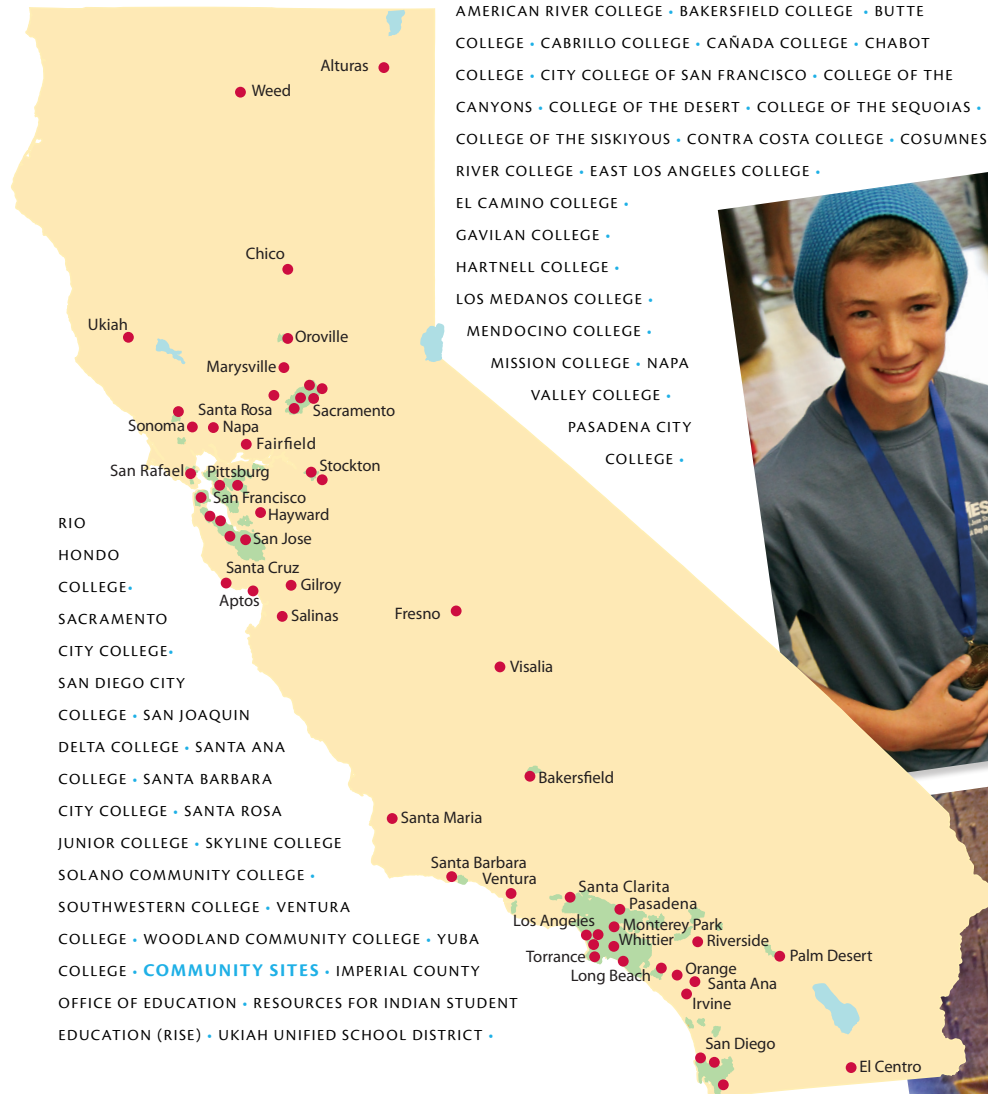 AMERICAN RIVER COLLEGE • BAKERSFIELD COLLEGE • BUTTE
COLLEGE • CABRILLO COLLEGE • CAÑADA COLLEGE • CHABOT
COLLEGE • CITY COLLEGE OF SAN FRANCISCO • COLLEGE OF THE
CANYONS • COLLEGE OF THE DESERT • COLLEGE OF THE SEQUOIAS •
COLLEGE OF THE SISKIYOUS • CONTRA COSTA COLLEGE • COSUMNES
RIVER COLLEGE • EAST LOS ANGELES COLLEGE •
EL CAMINO COLLEGE •
GAVILAN COLLEGE •
HARTNELL COLLEGE •
LOS MEDANOS COLLEGE •
MENDOCINO COLLEGE •
MISSION COLLEGE • NAPA
VALLEY COLLEGE •
PASADENA CITY
COLLEGE •
RIO
HONDO
COLLEGE•
SACRAMENTO
CITY COLLEGE•
SAN DIEGO CITY
COLLEGE • SAN JOAQUIN
DELTA COLLEGE • SANTA ANA
COLLEGE • SANTA BARBARA
CITY COLLEGE • SANTA ROSA
JUNIOR COLLEGE • SKYLINE COLLEGE
SOLANO COMMUNITY COLLEGE •
SOUTHWESTERN COLLEGE • VENTURA
COLLEGE • WOODLAND COMMUNITY COLLEGE • YUBA
COLLEGE • COMMUNITY SITES • IMPERIAL COUNTY
OFFICE OF EDUCATION • RESOURCES FOR INDIAN STUDENT
EDUCATION (RISE) • UKIAH UNIFIED SCHOOL DISTRICT •
Alturas
Weed
Chico
Ukiah
Oroville
Marysville
Santa Rosa
Sacramento
Sonoma
Napa
Fairfield
San Rafael
Pittsburg
Stockton
San Francisco
Hayward
San Jose
Santa Cruz
Gilroy
Aptos
Salinas
Fresno
Visalia
Bakersfield
Santa Maria
Santa Barbara
Ventura
Santa Clarita
Pasadena
Los Angeles
Monterey Park
Whittier
Riverside
Torrance
Palm Desert
Long Beach
Orange
Santa Ana
Irvine
San Diego
El Centro